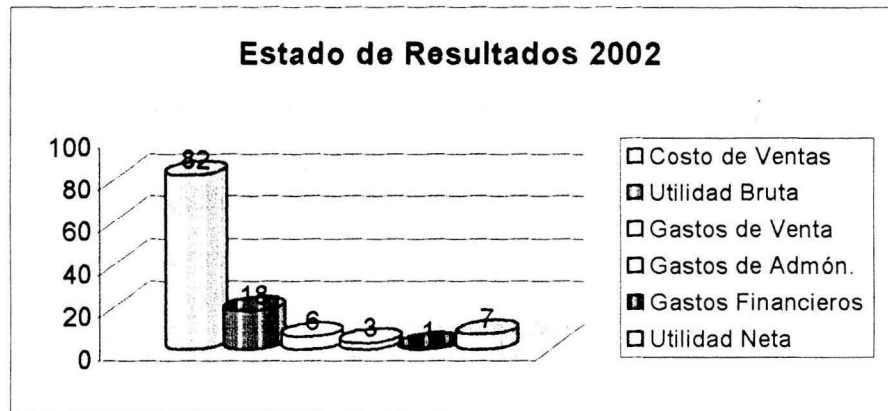 Estado de Resultados 2002
100
80
60
40
20
0
82
18
6
3
1
7
Costo de Ventas
Utilidad Bruta
Gastos de Venta
Gastos de Admón.
Gastos Financieros
Utilidad Neta